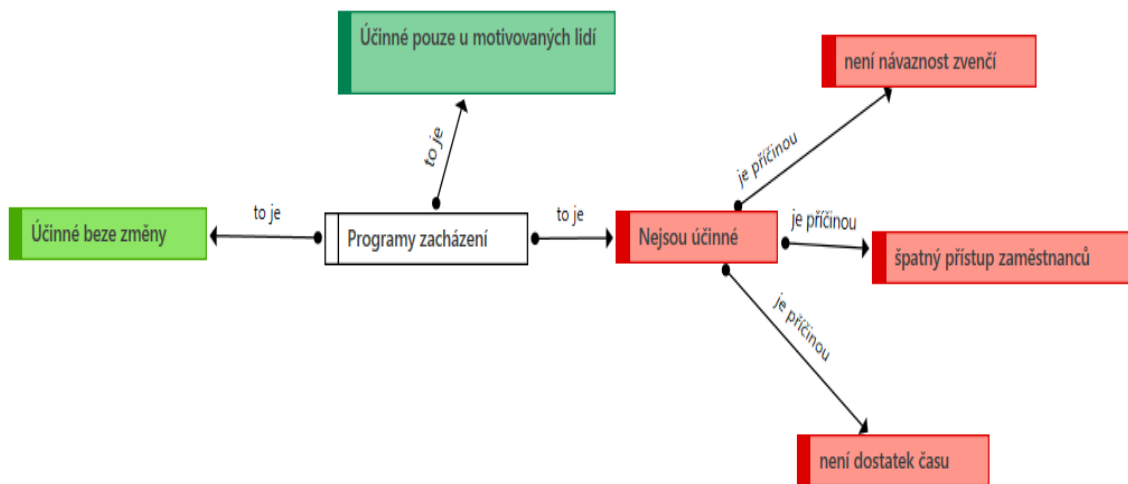 Účinné pouze u motivovaných lidí
není návaznost zvenčí
to je
je příčinou
Účinné beze změny
to je
Programy zacházení
to je
Nejsou účinné
je příčinou
špatný přístup zaměstnanců
je příčinou
není dostatek času